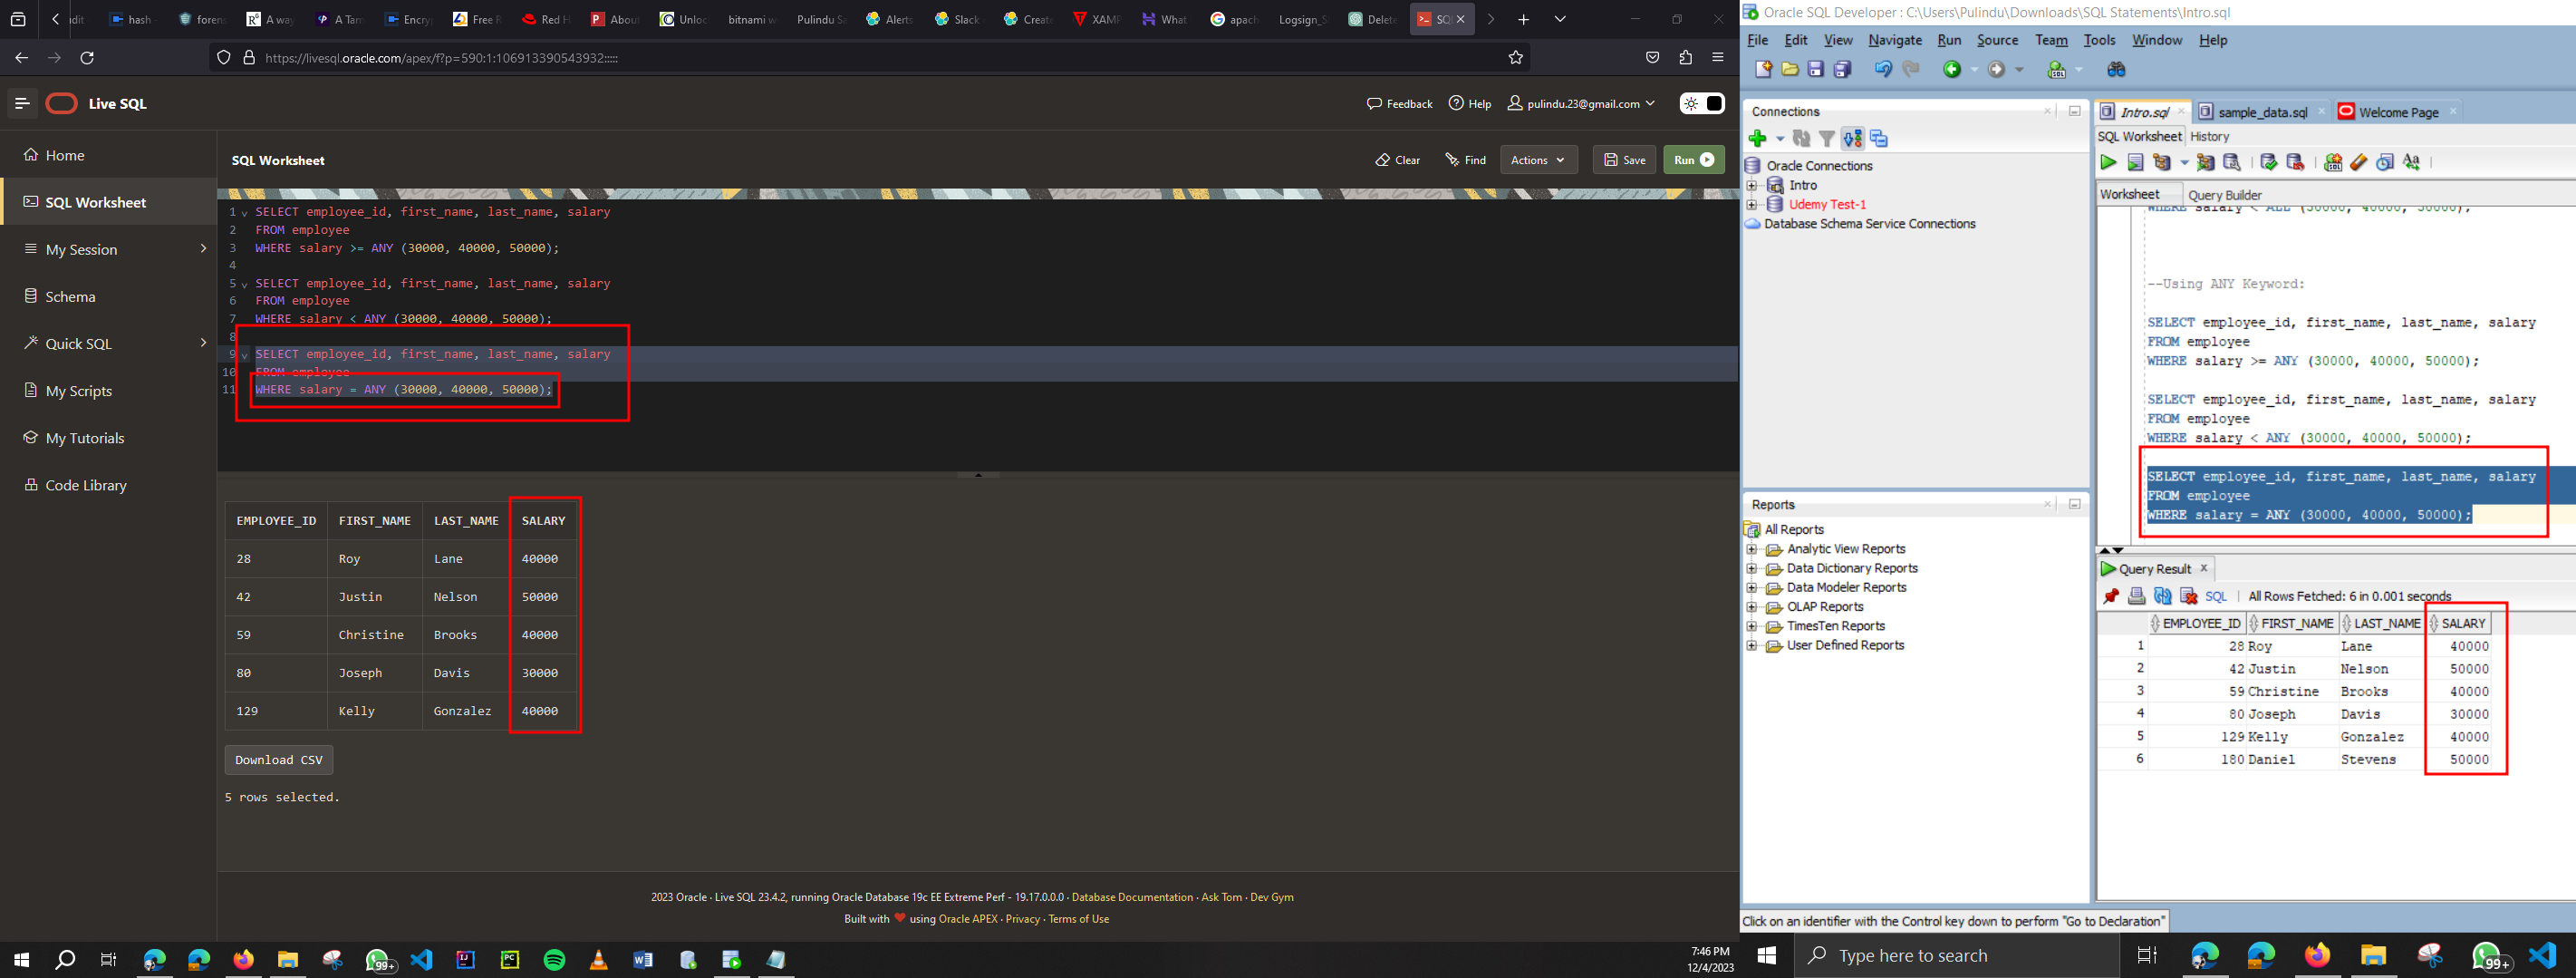 idit
hash -
foren
A way
A Tam
Encry
Free R
Red H
About
Unloc
bitnami w
Pulindu Sa
Alerts
Slack
Create
XAMP
What
apach
Logsign_S
Delete
SQ
https://livesql.oracle.com/apex/f?p=590:1:106913390543932:::::
Live SQL
Feedback
Help
pulindu.23@gmail.com
Home
SQL Worksheet
My Session
Schema
Quick SQL
My Scripts
My Tutorials
Code Library
SQL Worksheet
Clear
Find
Actions
Save
Run
1 SELECT employee_id, first_name, last_name, salary
2 FROM employee
3 WHERE salary >= ANY (30000, 40000, 50000);
4
5 SELECT employee_id, first_name, last_name, salary
6 FROM employee
7 WHERE salary < ANY (30000, 40000, 50000);
8
9 SELECT employee_id, first_name, last_name, salary
10 FROM employee
11 WHERE salary = ANY (30000, 40000, 50000);
EMPLOYEE_ID FIRST_NAME LAST_NAME SALARY
28 Roy Lane 40000
42 Justin Nelson 50000
59 Christine Brooks 40000
80 Joseph Davis 30000
129 Kelly Gonzalez 40000
Download CSV
5 rows selected.
2023 Oracle · Live SQL 23.4.2, running Oracle Database 19c EE Extreme Perf - 19.17.0.0.0 · Database Documentation · Ask Tom · Dev Gym
Built with ❤ using Oracle APEX · Privacy · Terms of Use
99+
7:46 PM
12/4/2023
Oracle SQL Developer : C:\Users\Pulindu\Downloads\SQL Statements\Intro.sql
File Edit View Navigate Run Source Team Tools Window Help
Connections
Oracle Connections
Intro
Udemy Test-1
Database Schema Service Connections
Reports
All Reports
Analytic View Reports
Data Dictionary Reports
Data Modeler Reports
OLAP Reports
TimesTen Reports
User Defined Reports
Intro.sql
sample_data.sql
Welcome Page
SQL Worksheet History
Worksheet Query Builder
WHERE salary < ALL (30000, 40000, 50000);
--Using ANY Keyword:
SELECT employee_id, first_name, last_name, salary
FROM employee
WHERE salary >= ANY (30000, 40000, 50000);
SELECT employee_id, first_name, last_name, salary
FROM employee
WHERE salary < ANY (30000, 40000, 50000);
SELECT employee_id, first_name, last_name, salary
FROM employee
WHERE salary = ANY (30000, 40000, 50000);
Query Result
SQL | All Rows Fetched: 6 in 0.001 seconds
EMPLOYEE_ID FIRST_NAME LAST_NAME SALARY
1 28 Roy Lane 40000
2 42 Justin Nelson 50000
3 59 Christine Brooks 40000
4 80 Joseph Davis 30000
5 129 Kelly Gonzalez 40000
6 180 Daniel Stevens 50000
Click on an identifier with the Control key down to perform "Go to Declaration"
Type here to search
99+